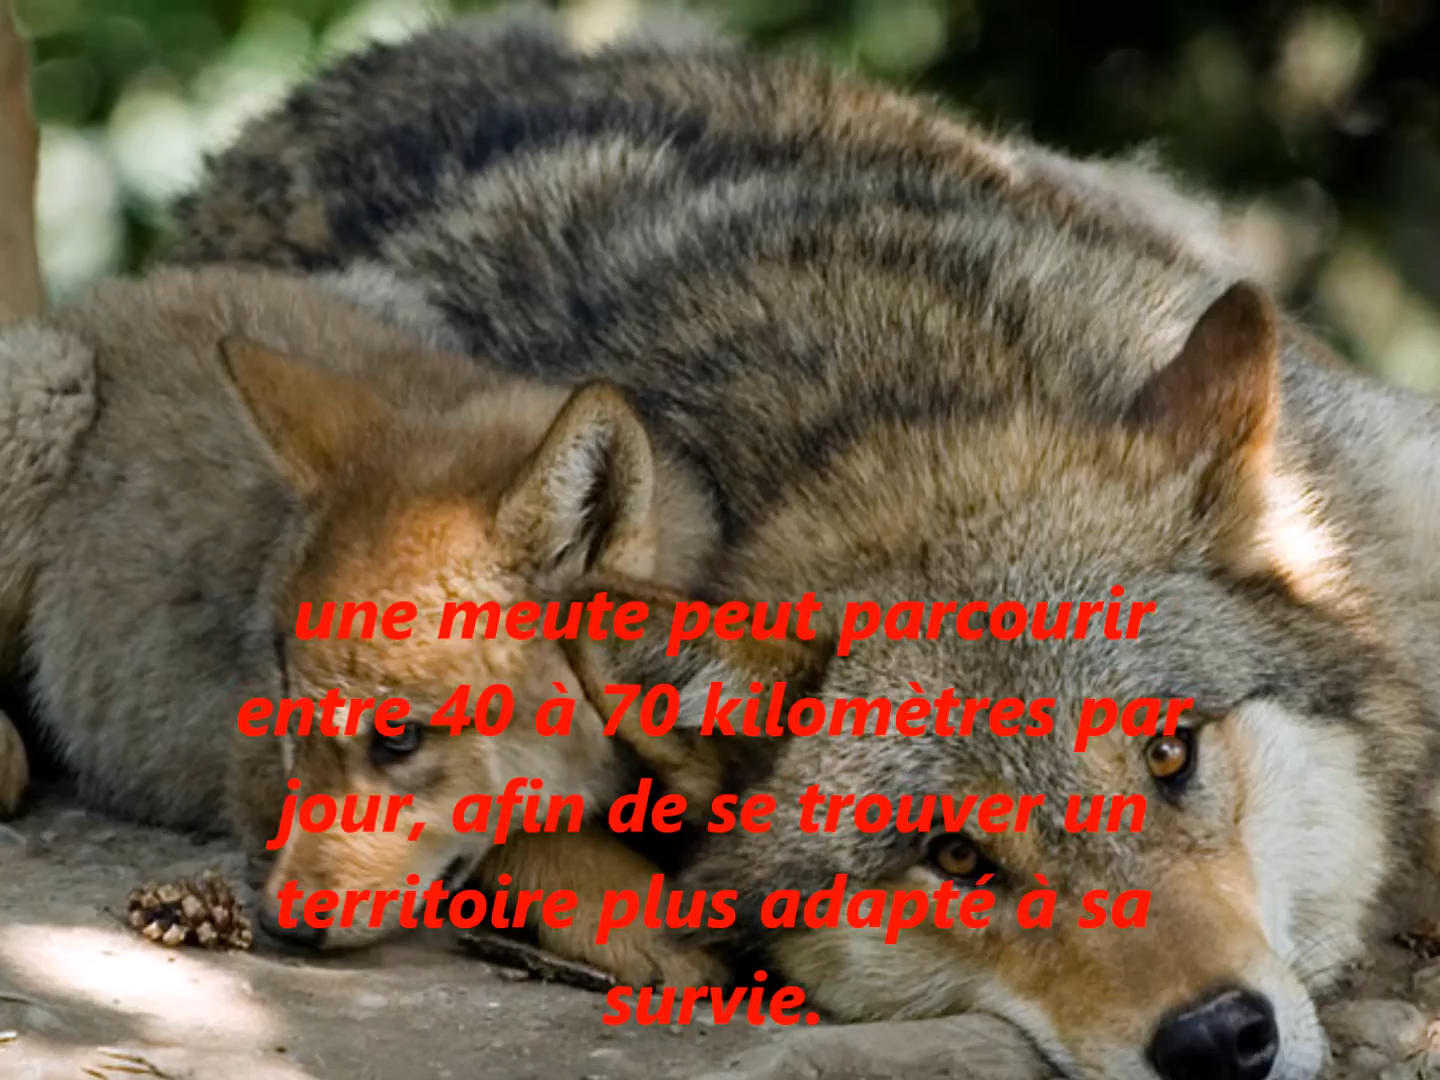 une meute peut parcourir
entre 40 à 70 kilomètres par
jour, afin de se trouver un
territoire plus adapté à sa
survie.